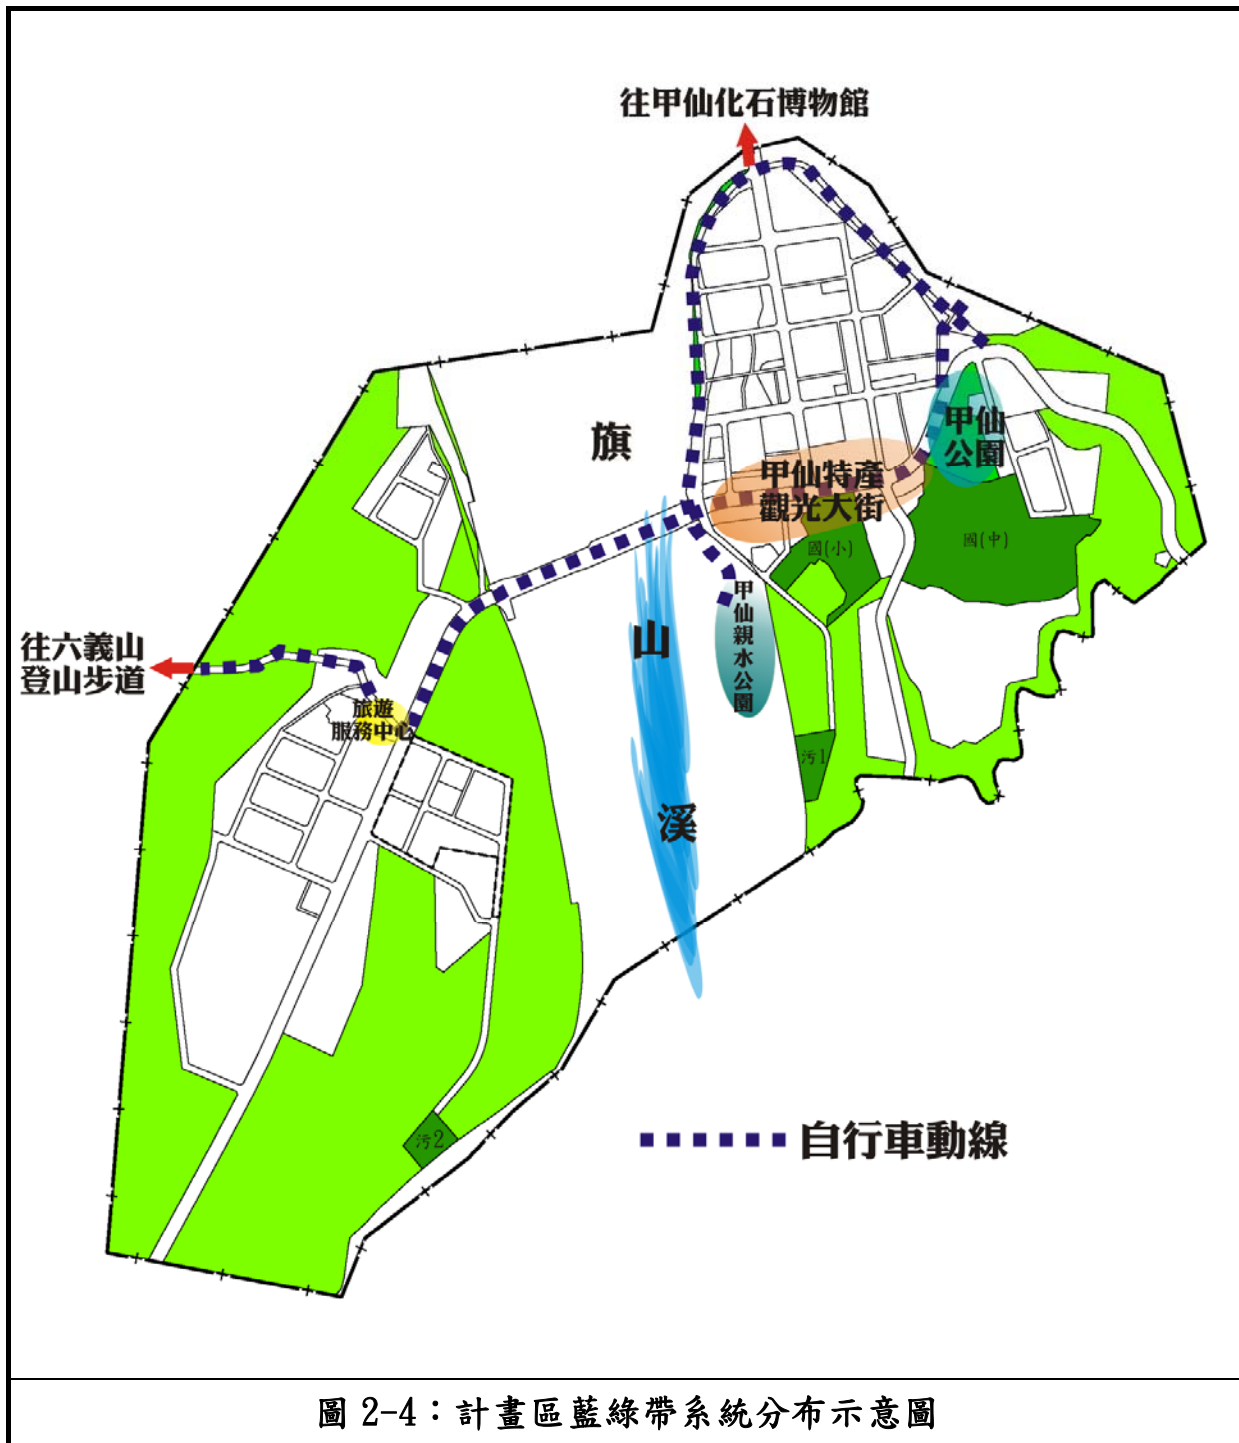 往甲仙化石博物館
旗
甲仙
公園
甲仙特產
觀光大街
國(小)
國(中)
甲仙親水公園
山
往六義山
登山步道
旅遊
服務中心
污1
溪
污2
自行車動線
圖 2-4：計畫區藍綠帶系統分布示意圖